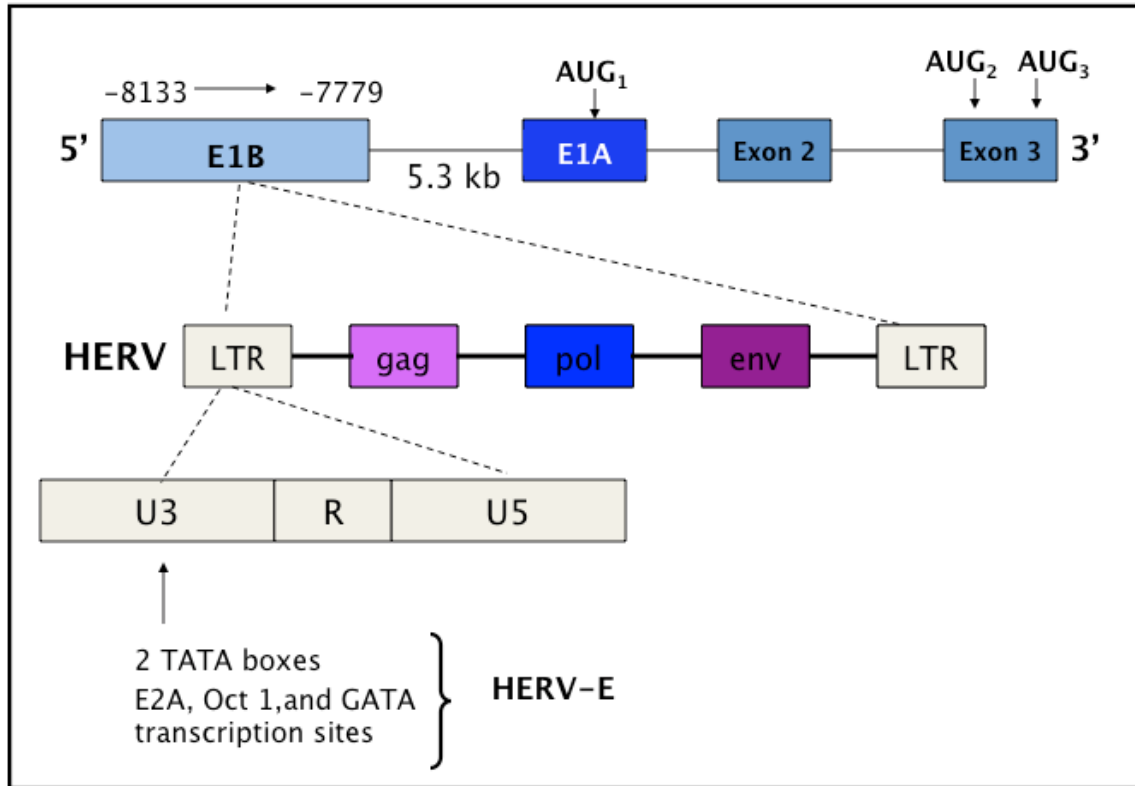 AUG1
AUG2 AUG3
-8133 -7779
5' E1B E1A Exon 2 Exon 3 3'
5.3 kb
HERV LTR gag pol env LTR
U3 R U5
2 TATA boxes
E2A, Oct 1,and GATA
transcription sites
HERV-E